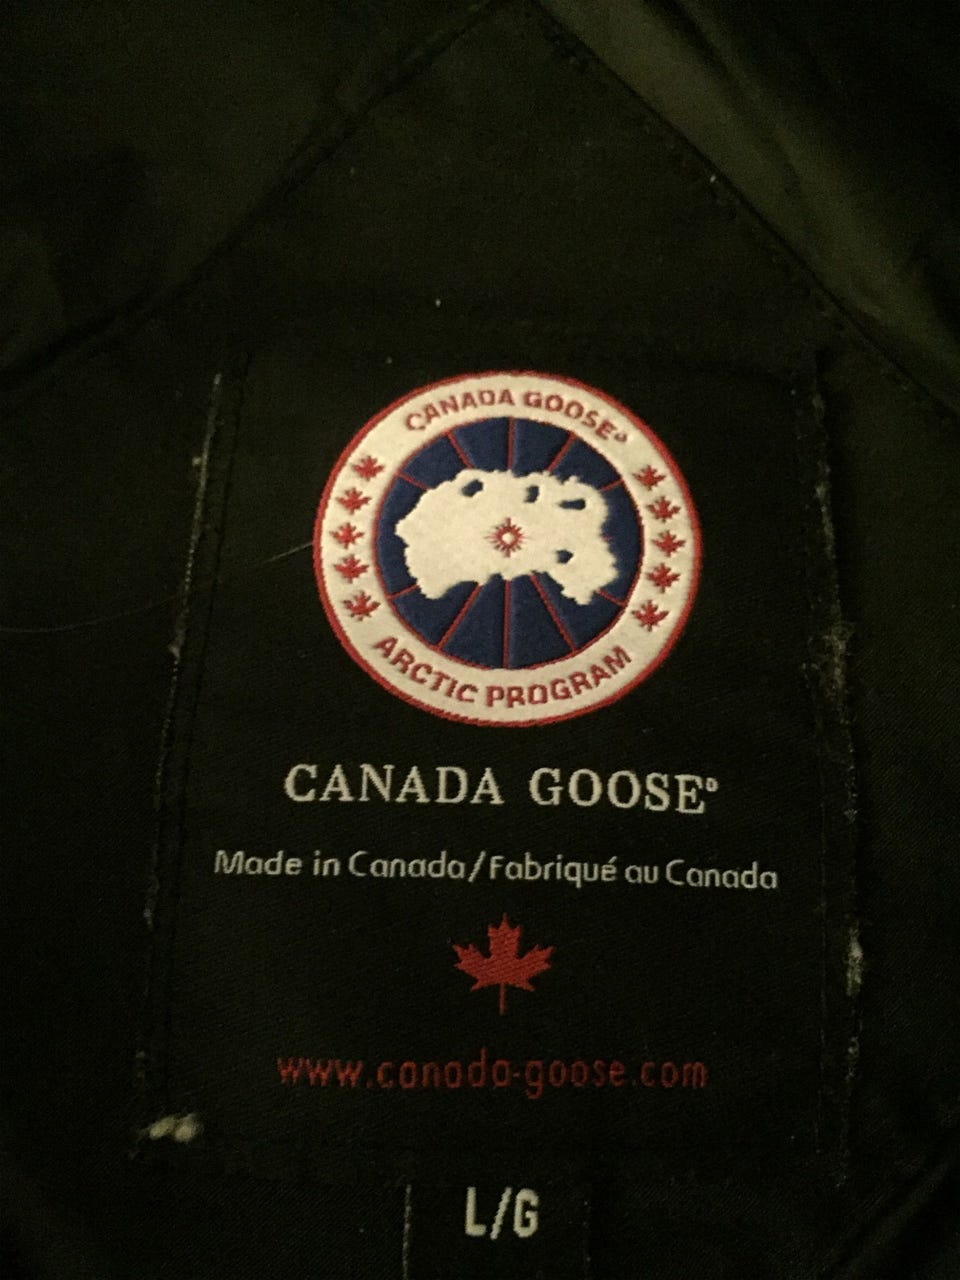 CANADA GOOSE®
ARCTIC PROGRAM
CANADA GOOSE®
Made in Canada/Fabriqué au Canada
www.canada-goose.com
L/G